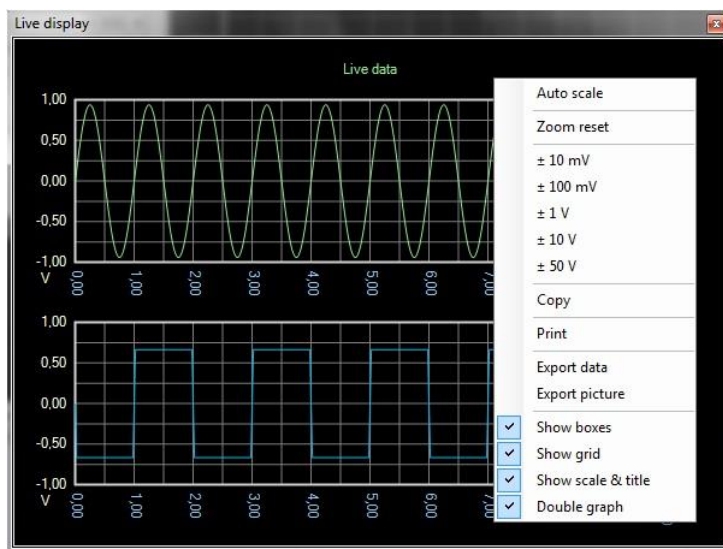 Live display
Live data
1,00
0,50
0,00
-0,50
-1,00
V
0,00
1,00
2,00
3,00
4,00
5,00
6,00
1,00
0,50
0,00
-0,50
-1,00
V
0,00
1,00
2,00
3,00
4,00
5,00
6,00
Auto scale
Zoom reset
± 10 mV
± 100 mV
± 1 V
± 10 V
± 50 V
Copy
Print
Export data
Export picture
Show boxes
Show grid
Show scale & title
Double graph